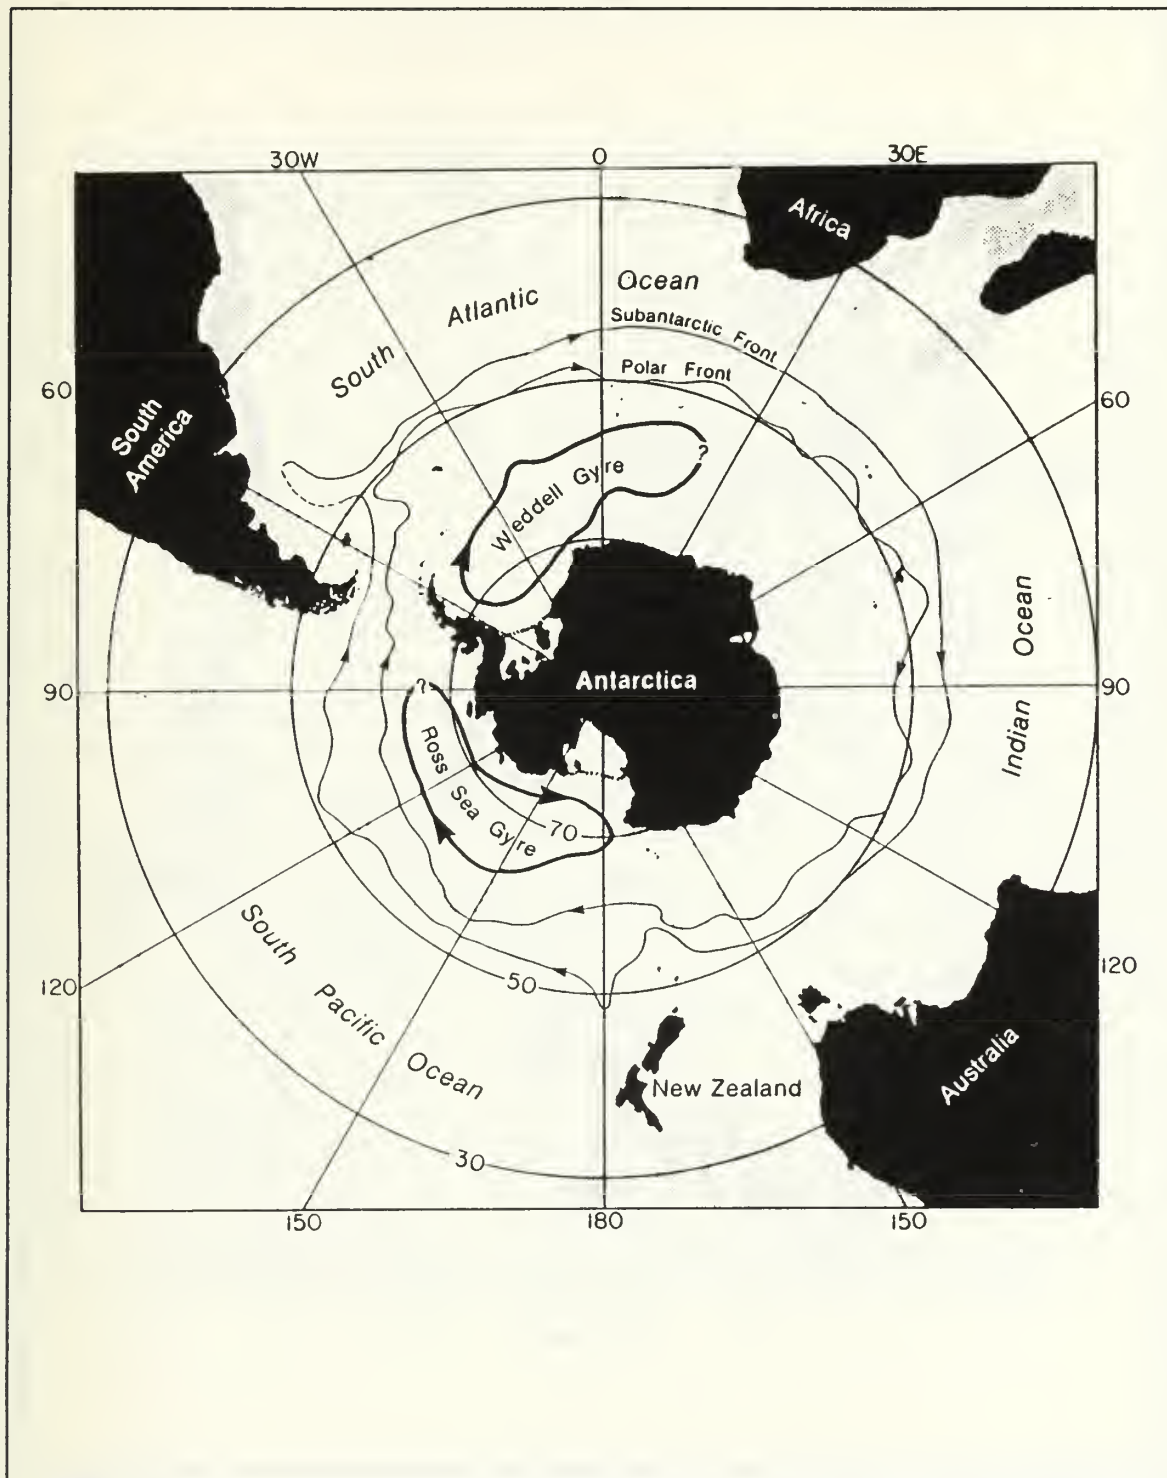 30W 0 30E
Africa
Ocean
Atlantic
South
Subantarctic Front
Polar Front
60 60
South
America
Weddell Gyre
?
Indian Ocean
90 90
Antarctica
?
Ross Sea Gyre
70
South
Pacific
Ocean
50
120 120
Australia
New Zealand
30
150 180 150